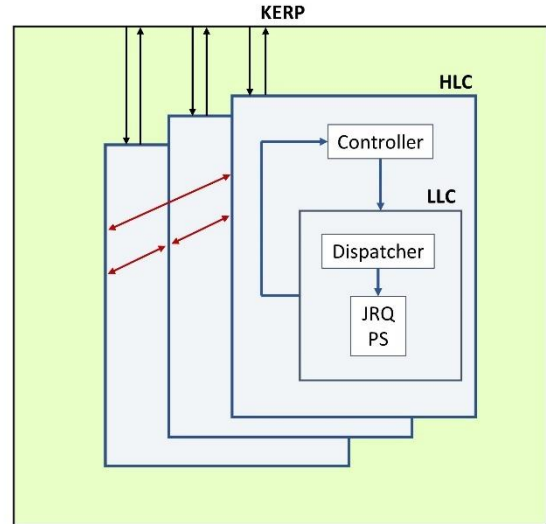 KERP
HLC
Controller
LLC
Dispatcher
JRQ
PS